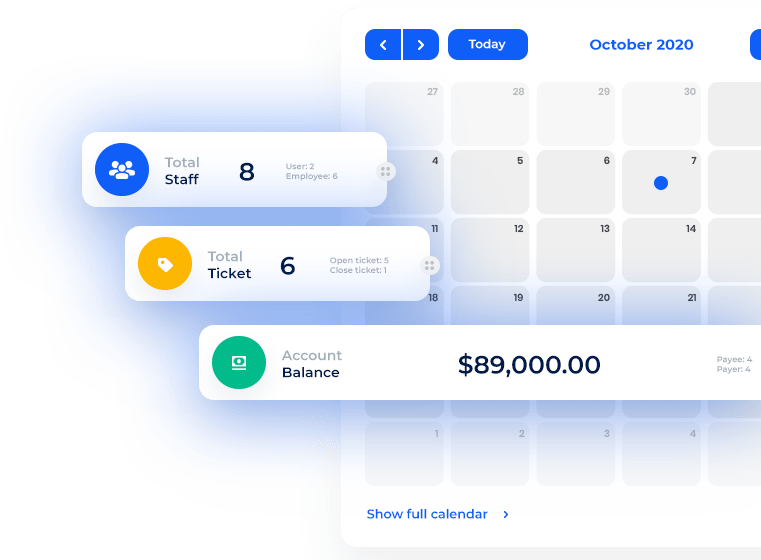 Today
October 2020
27 28 29 30
Total
Staff
8
User: 2
Employee: 6
4 5 6 7
Total
Ticket
6
Open ticket: 5
Close ticket: 1
11 12 13 14
18 19 20 21
Account
Balance
$89,000.00
Payee: 4
Payer: 4
1 2 3 4
Show full calendar